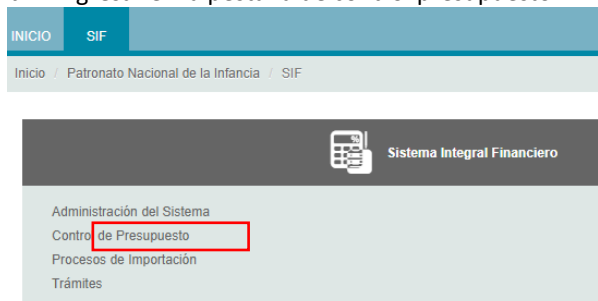 INICIO SIF
Inicio / Patronato Nacional de la Infancia / SIF
Sistema Integral Financiero
Administración del Sistema
Control de Presupuesto
Procesos de Importación
Trámites